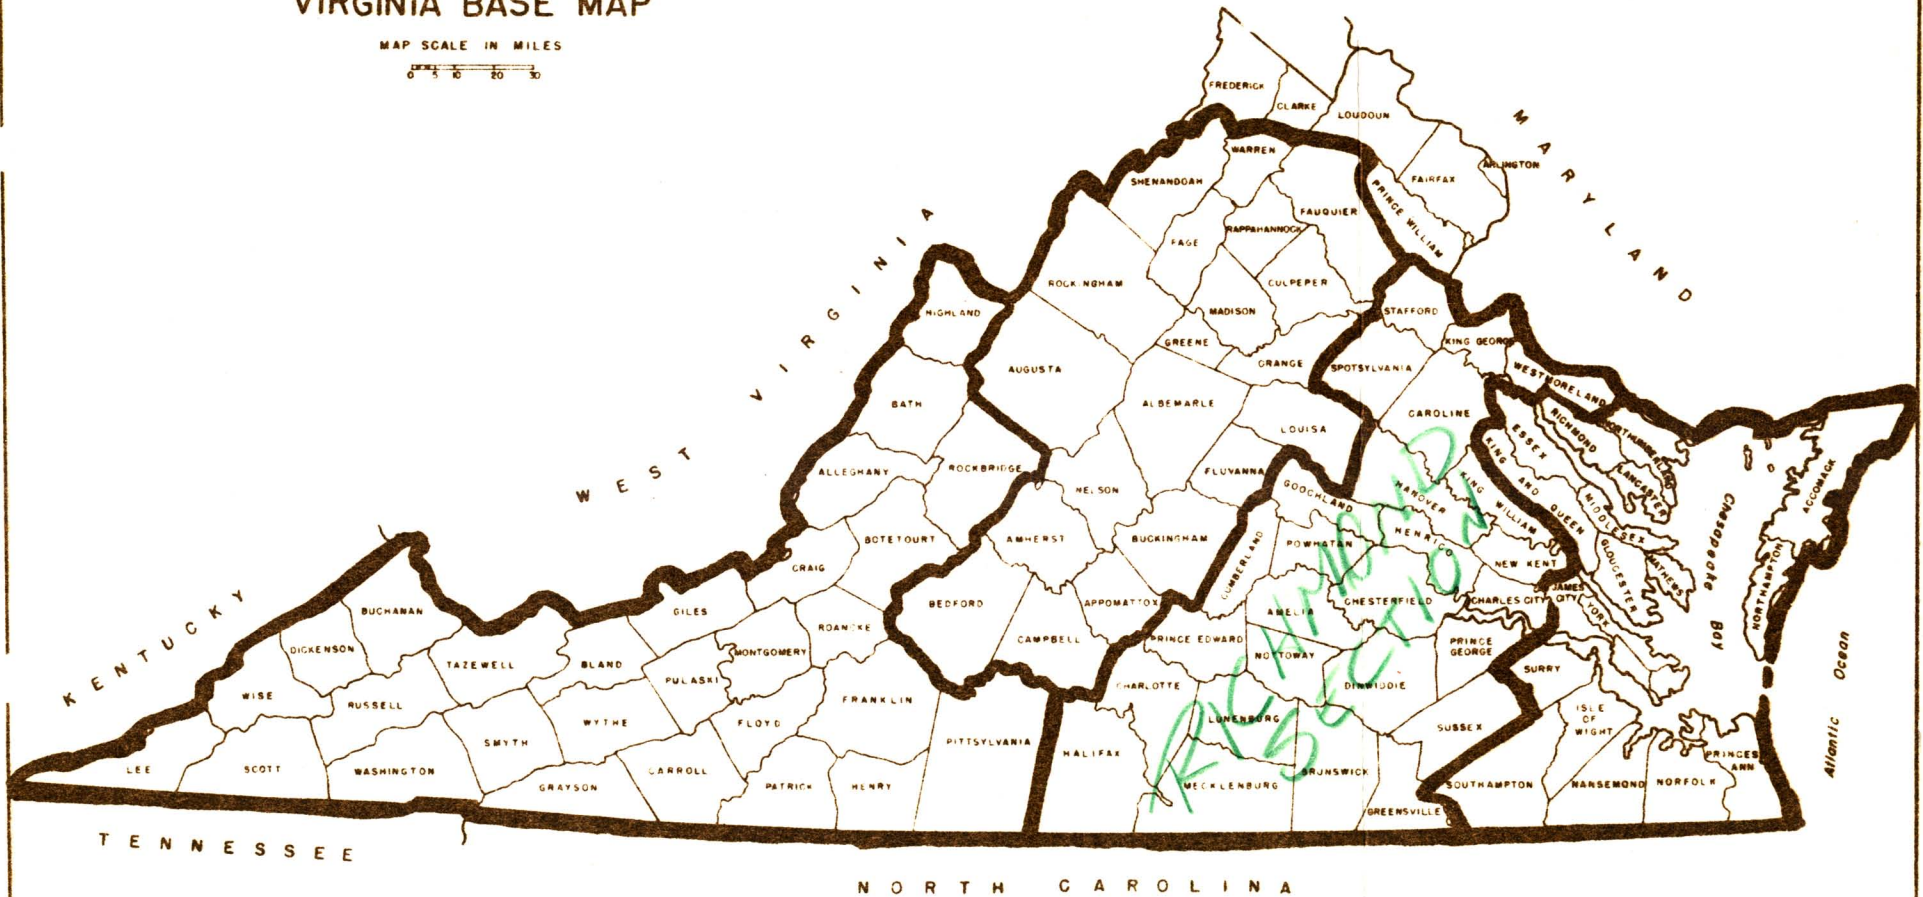 VIRGINIA BASE MAP
MAP SCALE IN MILES
0 5 10 20 30
FREDERICK
CLARKE
LOUDOUN
MARYLAND
WARREN
ARLINGTON
SHENANDOAH
FAIRFAX
PRINCE WILLIAM
FAUQUIER
WEST VIRGINIA
PAGE
RAPPAHANNOCK
ROCKINGHAM
CULPEPER
HIGHLAND
MADISON
STAFFORD
GREENE
KING GEORGE
AUGUSTA
ORANGE
SPOTSYLVANIA
WESTMORELAND
BATH
ALBEMARLE
CAROLINE
RICHMOND
NORTHUMBERLAND
LOUISA
ESSEX
ALLEGHANY
ROCKBRIDGE
FLUVANNA
KING AND QUEEN
LANCASTER
ACCOMACK
NELSON
GOOCHLAND
HANOVER
KING WILLIAM
MIDDLESEX
Chesapeake Bay
BOTETOURT
AMHERST
BUCKINGHAM
CUMBERLAND
POWHATAN
HENRICO
GLOUCESTER
CRAIG
NEW KENT
MATHEWS
NORTHAMPTON
KENTUCKY
BUCHANAN
GILES
BEDFORD
APPOMATTOX
AMELIA
CHESTERFIELD
CHARLES CITY
JAMES
CITY
YORK
ROANOKE
CAMPBELL
PRINCE EDWARD
PRINCE
GEORGE
DICKENSON
TAZEWELL
BLAND
MONTGOMERY
NOTTOWAY
Atlantic Ocean
PULASKI
SURRY
WISE
RUSSELL
FRANKLIN
CHARLOTTE
DINWIDDIE
WYTHE
FLOYD
LUNENBURG
SUSSEX
ISLE
OF
WIGHT
SMYTH
PITTSYLVANIA
HALIFAX
PRINCES
ANN
LEE
SCOTT
WASHINGTON
CARROLL
BRUNSWICK
GRAYSON
PATRICK
HENRY
MECKLENBURG
SOUTHAMPTON
NANSEMOND
NORFOLK
GREENSVILLE
RICHMOND
SECTION
TENNESSEE
NORTH CAROLINA